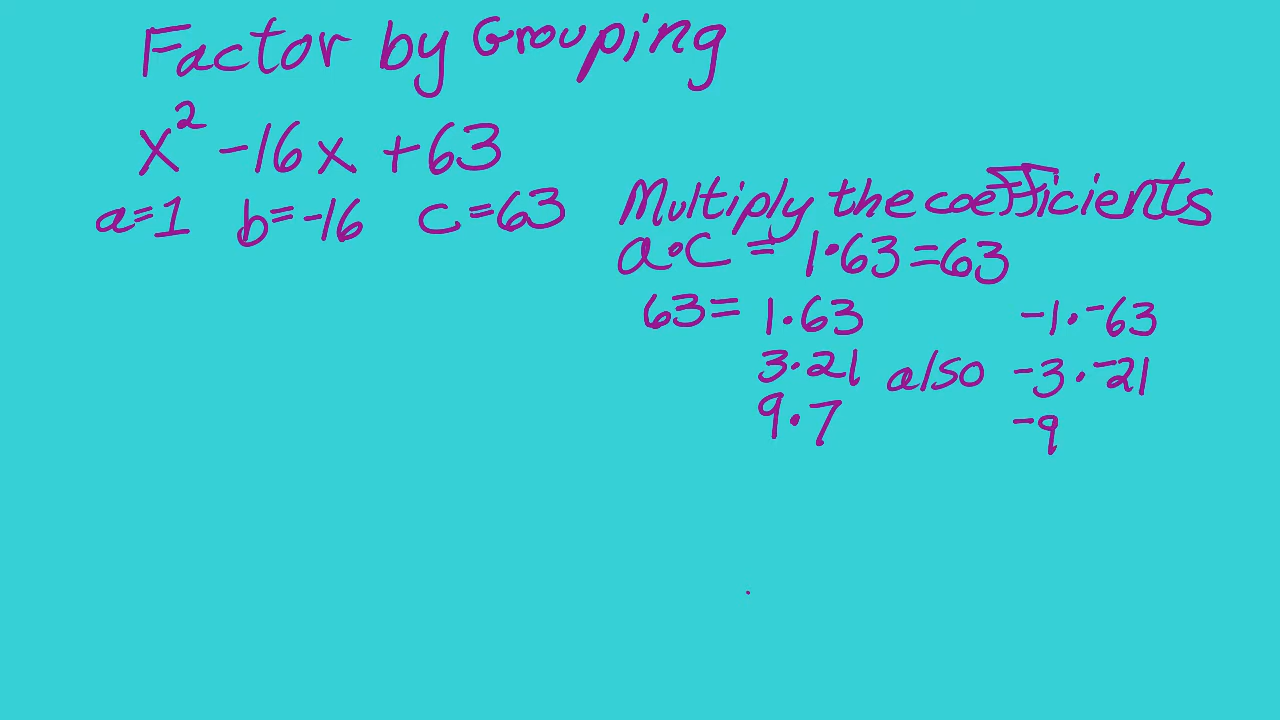 Factor by Grouping
x² -16x +63
a=1 b=-16 c=63
Multiply the coefficients
a•c = 1•63=63
63= 1•63 -1•-63
3•21 also -3•-21
9•7 -9